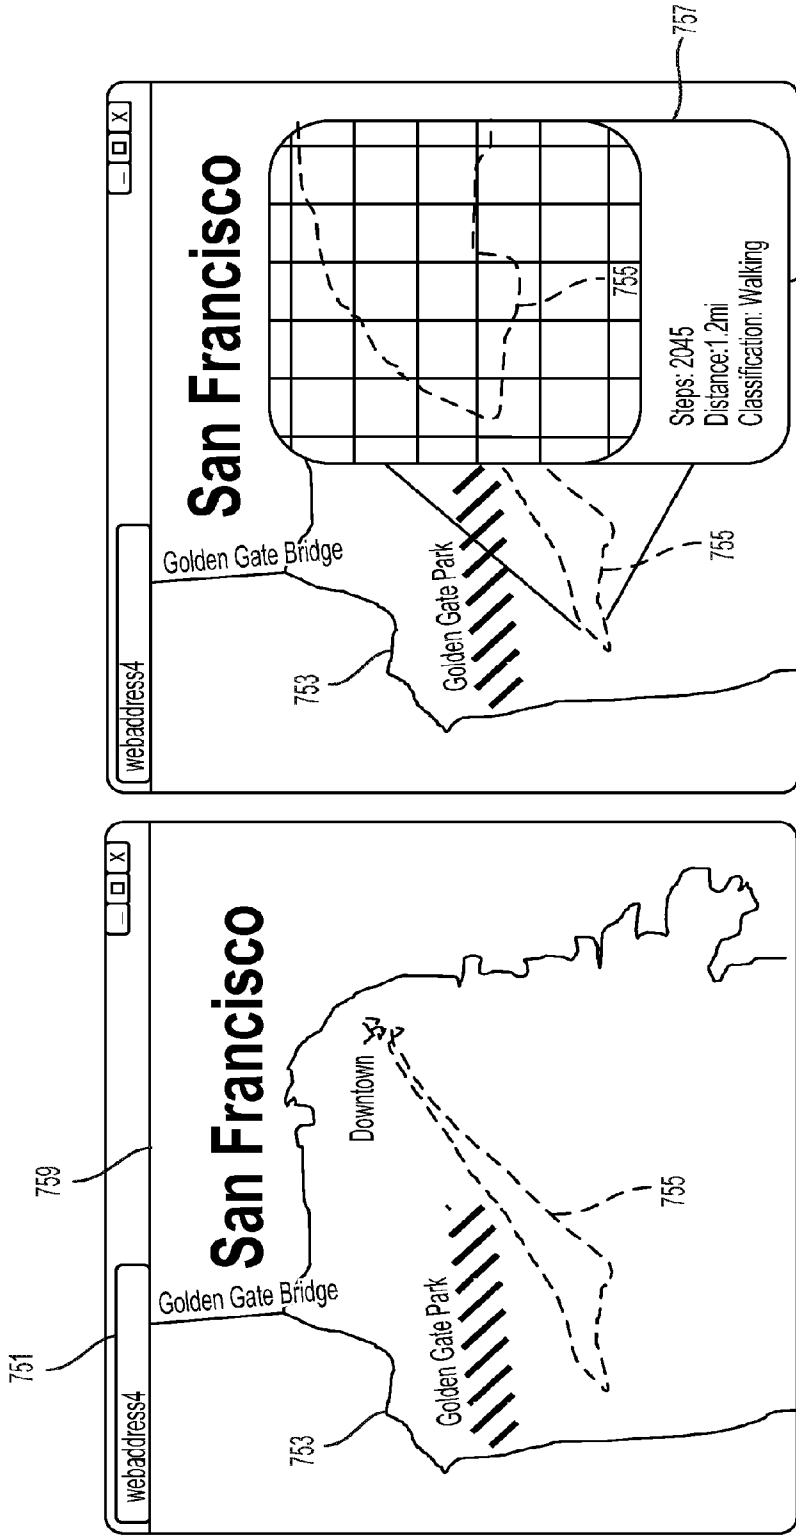 751
759
webaddress4
_ □ X
Golden Gate Bridge
San Francisco
753
Downtown
Golden Gate Park
755
webaddress4
_ □ X
Golden Gate Bridge
San Francisco
753
Golden Gate Park
755
755
Steps: 2045
Distance:1.2mi
Classification: Walking
757